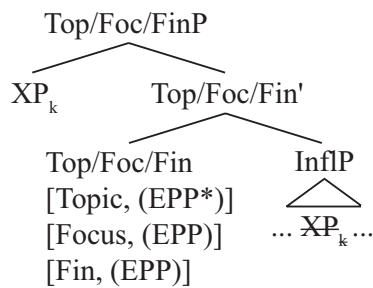 Top/Foc/FinP
XPk Top/Foc/Fin'
Top/Foc/Fin InflP
[Topic, (EPP*)]
[Focus, (EPP)] ... XPk ...
[Fin, (EPP)]